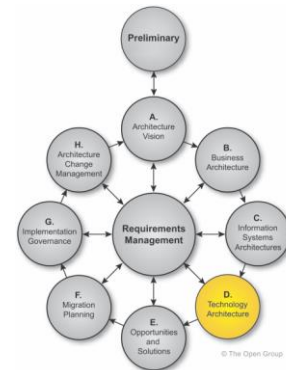 Preliminary
A.
Architecture
Vision
B.
Business
Architecture
C.
Information
Systems
Architectures
D.
Technology
Architecture
E.
Opportunities
and
Solutions
F.
Migration
Planning
G.
Implementation
Governance
H.
Architecture
Change
Management
Requirements
Management
© The Open Group